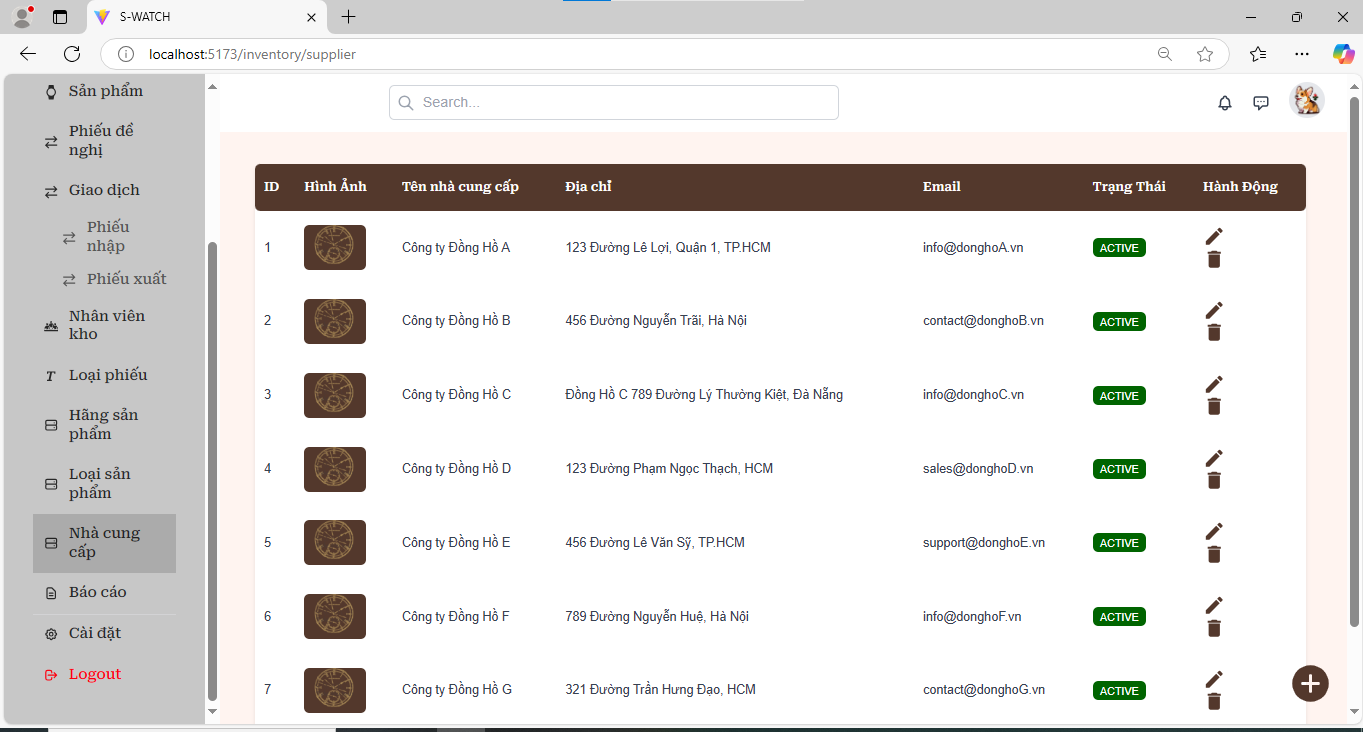 S-WATCH
localhost:5173/inventory/supplier
Search...
Sản phẩm
Phiếu đề
nghị
Giao dịch
Phiếu
nhập
Phiếu xuất
Nhân viên
kho
Loại phiếu
Hãng sản
phẩm
Loại sản
phẩm
Nhà cung
cấp
Báo cáo
Cài đặt
Logout
ID Hình Ảnh Tên nhà cung cấp Địa chỉ Email Trạng Thái Hành Động
1 Công ty Đồng Hồ A 123 Đường Lê Lợi, Quận 1, TP.HCM info@donghoA.vn ACTIVE
2 Công ty Đồng Hồ B 456 Đường Nguyễn Trãi, Hà Nội contact@donghoB.vn ACTIVE
3 Công ty Đồng Hồ C Đồng Hồ C 789 Đường Lý Thường Kiệt, Đà Nẵng info@donghoC.vn ACTIVE
4 Công ty Đồng Hồ D 123 Đường Phạm Ngọc Thạch, HCM sales@donghoD.vn ACTIVE
5 Công ty Đồng Hồ E 456 Đường Lê Văn Sỹ, TP.HCM support@donghoE.vn ACTIVE
6 Công ty Đồng Hồ F 789 Đường Nguyễn Huệ, Hà Nội info@donghoF.vn ACTIVE
7 Công ty Đồng Hồ G 321 Đường Trần Hưng Đạo, HCM contact@donghoG.vn ACTIVE